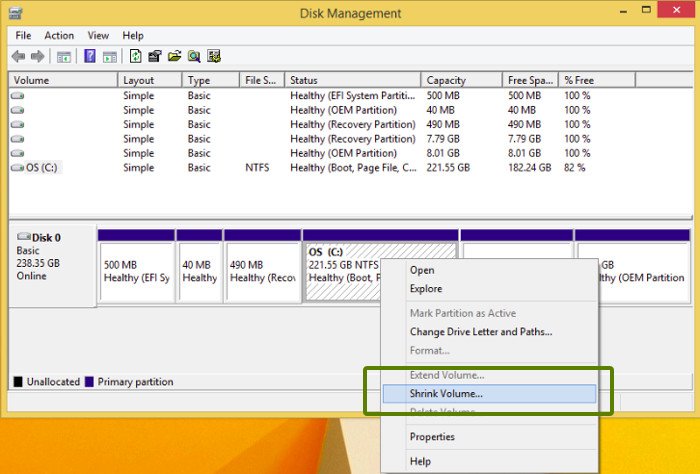 Disk Management
File Action View Help
Volume Layout Type File S... Status Capacity Free Spa... % Free
Simple Basic Healthy (EFI System Partiti... 500 MB 500 MB 100 %
Simple Basic Healthy (OEM Partition) 40 MB 40 MB 100 %
Simple Basic Healthy (Recovery Partition) 490 MB 490 MB 100 %
Simple Basic Healthy (Recovery Partition) 7.79 GB 7.79 GB 100 %
Simple Basic Healthy (OEM Partition) 8.01 GB 8.01 GB 100 %
OS (C:) Simple Basic NTFS Healthy (Boot, Page File, C... 221.55 GB 182.24 GB 82 %
Disk 0
Basic
238.35 GB
Online
500 MB
Healthy (EFI Sy
40 MB
Healthy
490 MB
Healthy (Recov
OS (C:)
221.55 GB NTFS
Healthy (Boot, P
GB
(OEM Partition
Open
Explore
Mark Partition as Active
Change Drive Letter and Paths...
Format...
Extend Volume...
Shrink Volume...
Delete Volume...
Properties
Help
Unallocated Primary partition